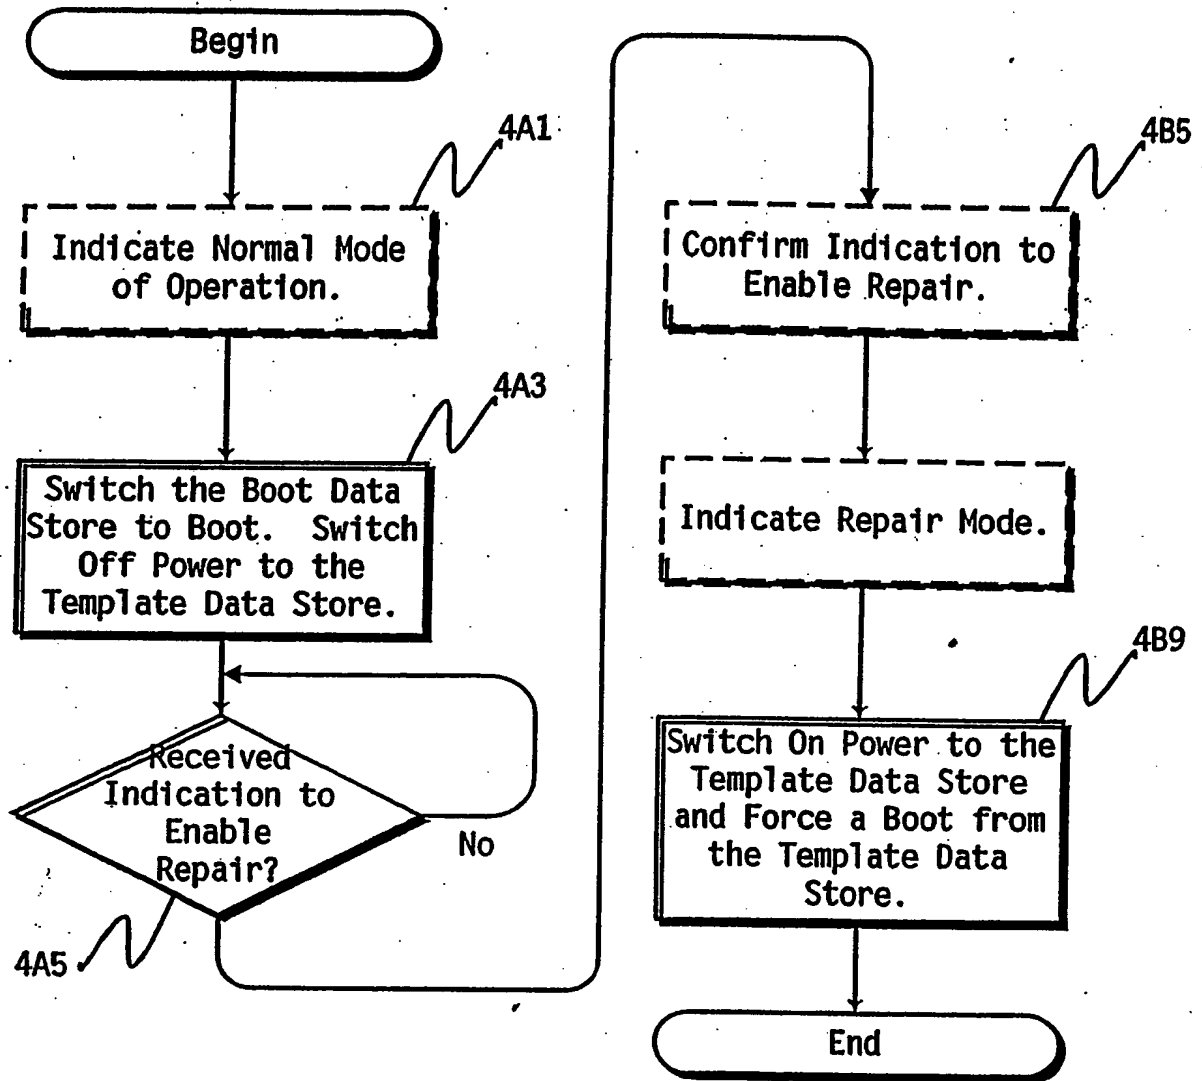 Begin
4A1
Indicate Normal Mode
of Operation.
4A3
Switch the Boot Data
Store to Boot. Switch
Off Power to the
Template Data Store.
Received
Indication to
Enable
Repair?
No
4A5
4B5
Confirm Indication to
Enable Repair.
Indicate Repair Mode.
4B9
Switch On Power to the
Template Data Store
and Force a Boot from
the Template Data
Store.
End